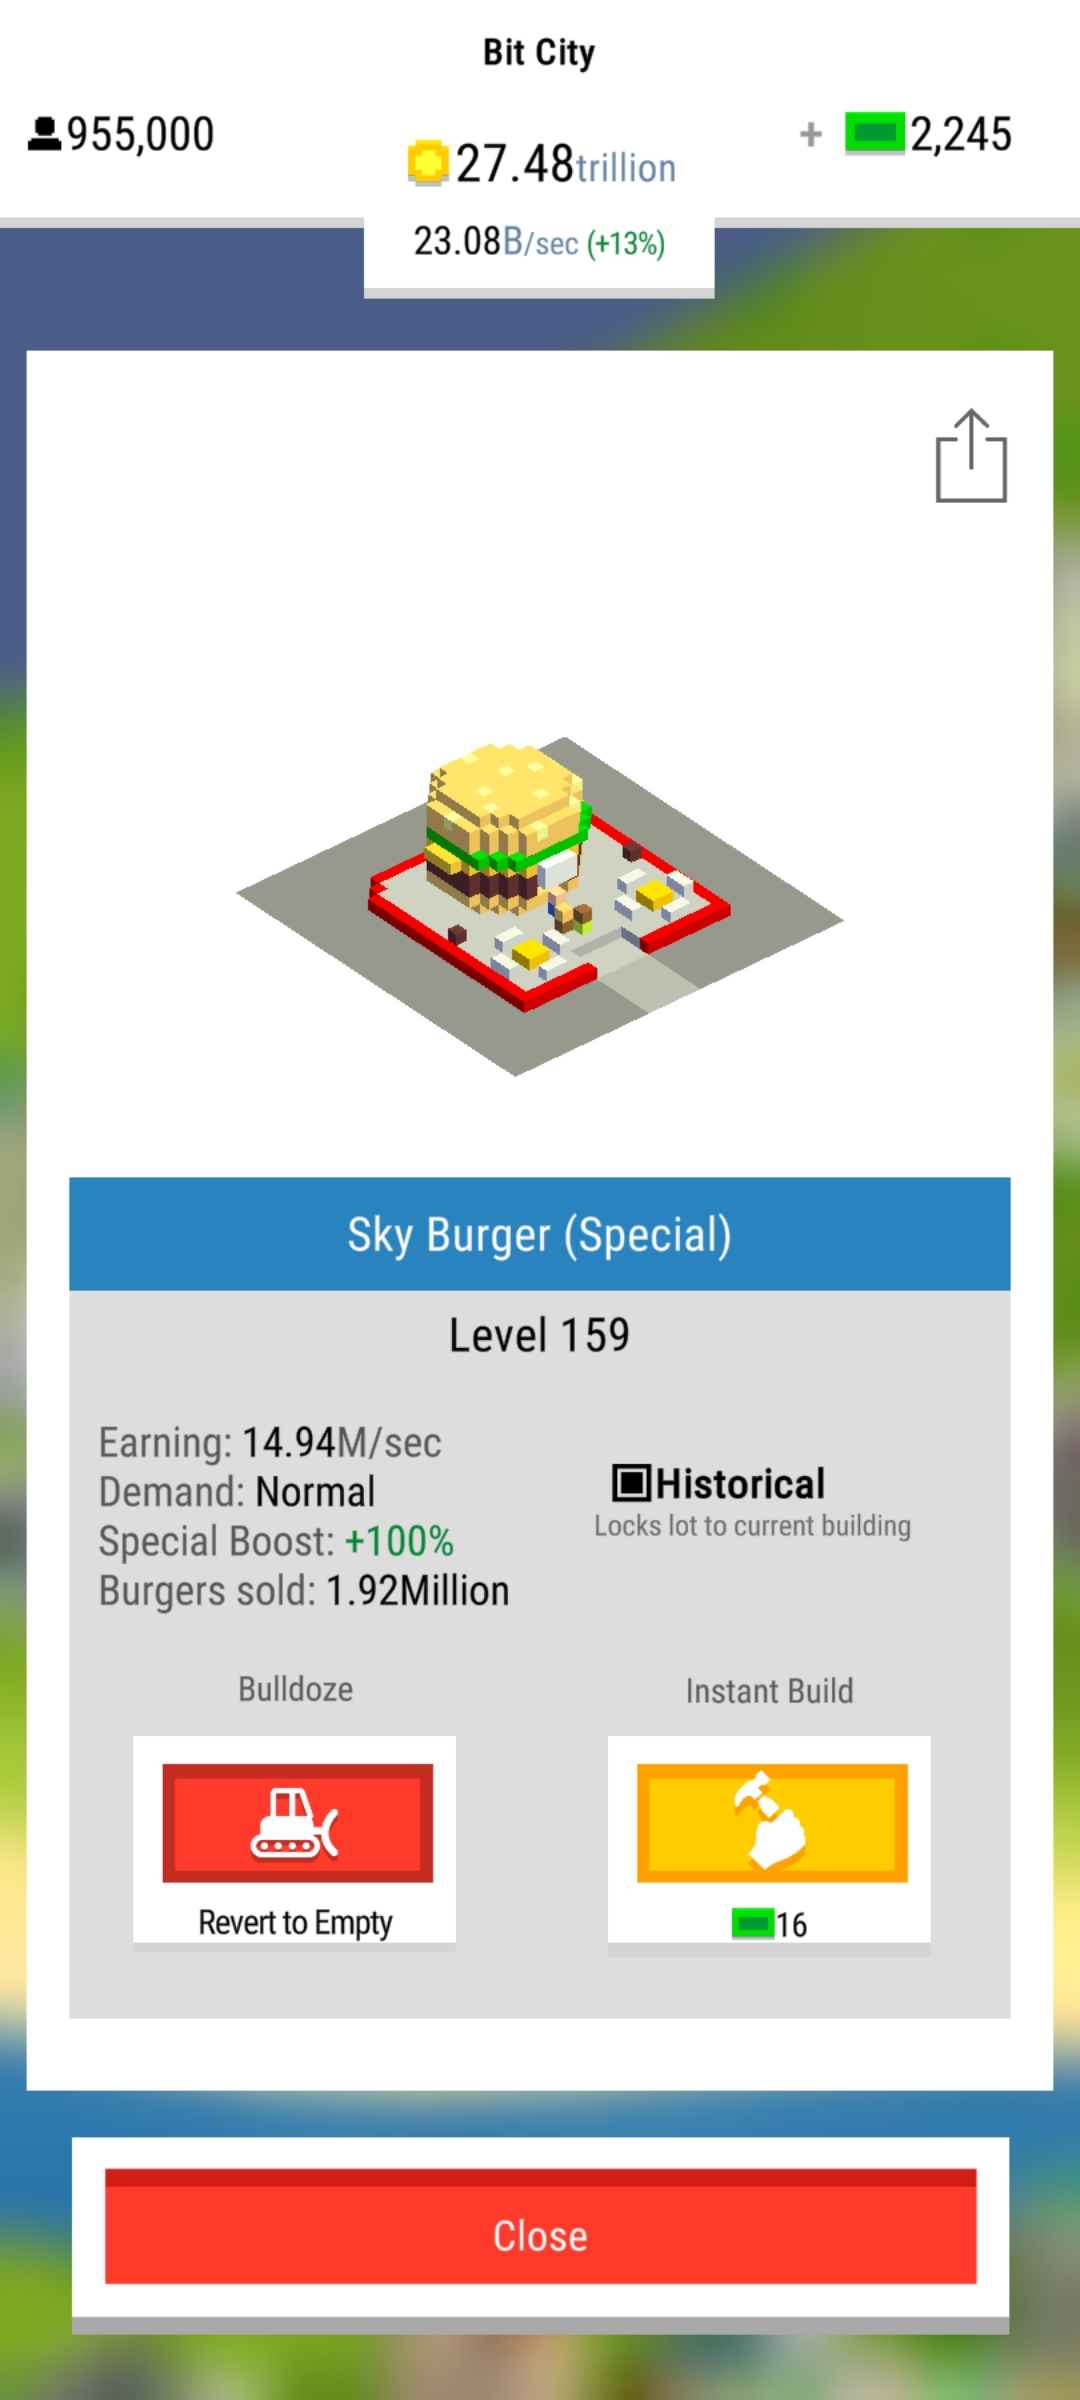 Bit City
955,000
27.48trillion
+ 2,245
23.08B/sec (+13%)
Sky Burger (Special)
Level 159
Earning: 14.94M/sec
Demand: Normal
Special Boost: +100%
Burgers sold: 1.92Million
Historical
Locks lot to current building
Bulldoze
Instant Build
Revert to Empty
16
Close